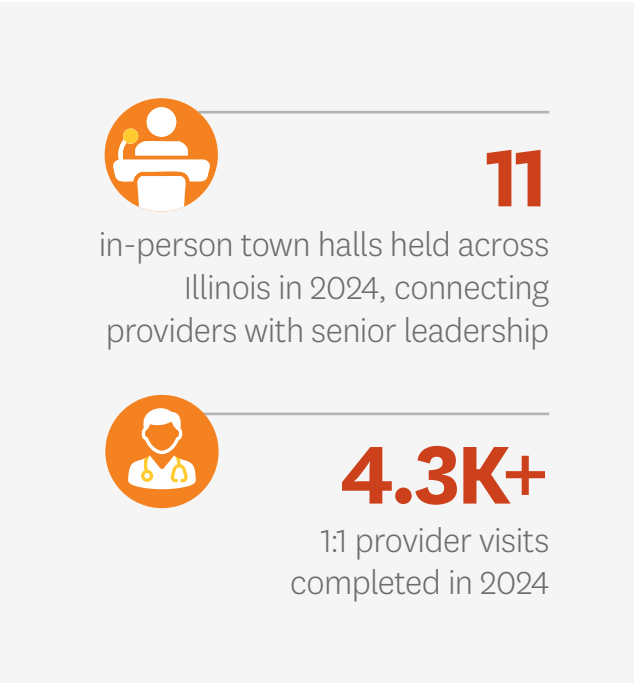 11
in-person town halls held across
Illinois in 2024, connecting
providers with senior leadership
4.3K+
1:1 provider visits
completed in 2024